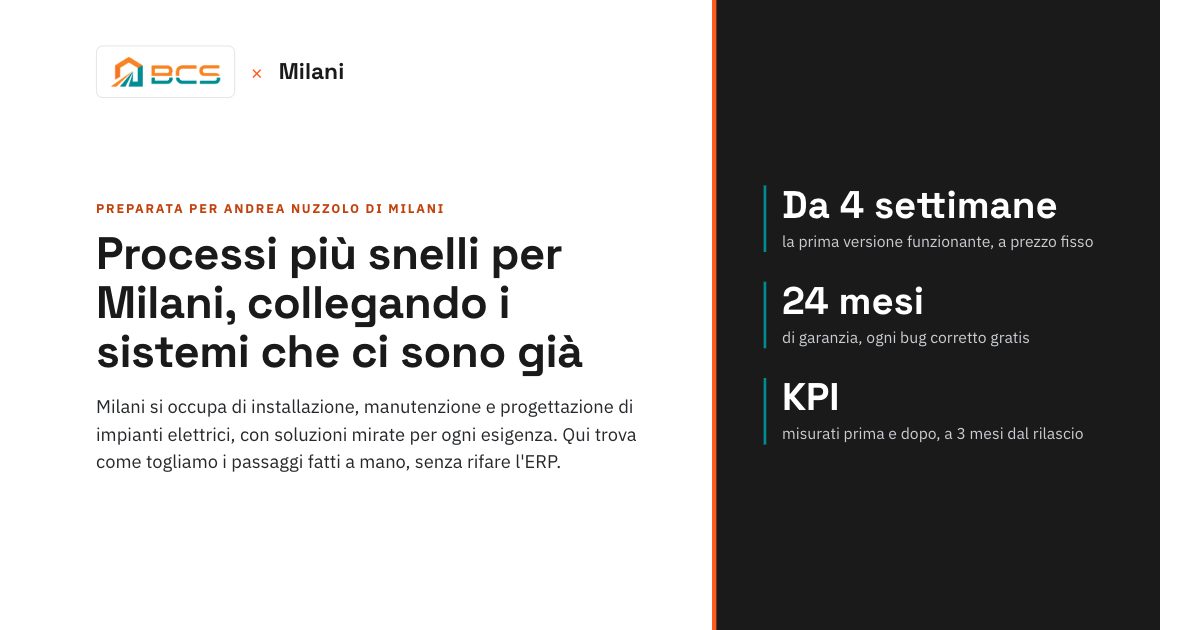 BCS × Milani
PREPARATA PER ANDREA NUZZOLO DI MILANI
Processi più snelli per
Milani, collegando i
sistemi che ci sono già
Milani si occupa di installazione, manutenzione e progettazione di
impianti elettrici, con soluzioni mirate per ogni esigenza. Qui trova
come togliamo i passaggi fatti a mano, senza rifare l'ERP.
Da 4 settimane
la prima versione funzionante, a prezzo fisso
24 mesi
di garanzia, ogni bug corretto gratis
KPI
misurati prima e dopo, a 3 mesi dal rilascio